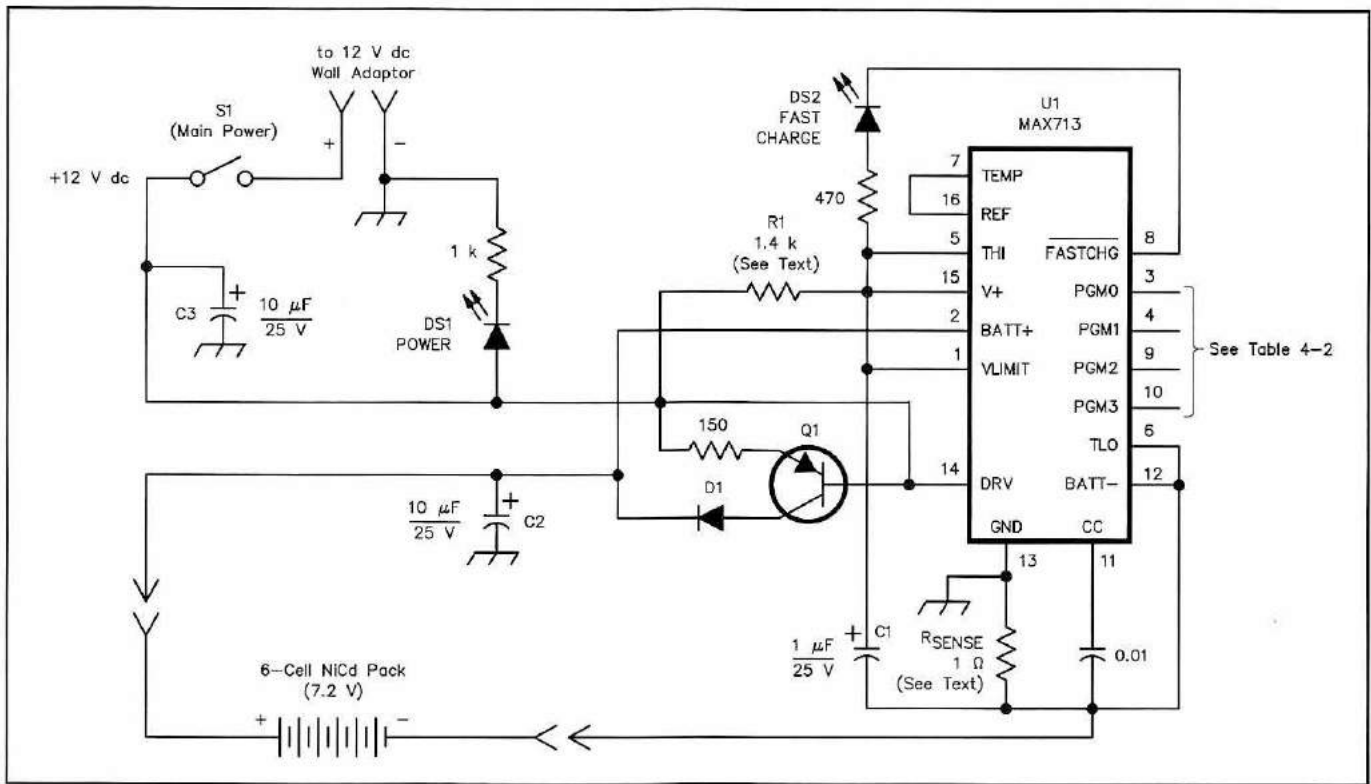 to 12 V dc
Wall Adaptor
S1
(Main Power)
+
-
+12 V dc
1 k
C3
+
10 µF
25 V
DS1
POWER
DS2
FAST
CHARGE
470
R1
1.4 k
(See Text)
U1
MAX713
7
TEMP
16
REF
5
THI
15
V+
2
BATT+
1
VLIMIT
14
DRV
FASTCHG
8
PGM0
3
PGM1
4
PGM2
9
PGM3
10
TLO
6
BATT-
12
GND
13
CC
11
See Table 4-2
150
Q1
D1
10 µF
25 V
+
C2
1 µF
25 V
+
C1
RSENSE
1 Ω
(See Text)
0.01
6-Cell NiCd Pack
(7.2 V)
+
-